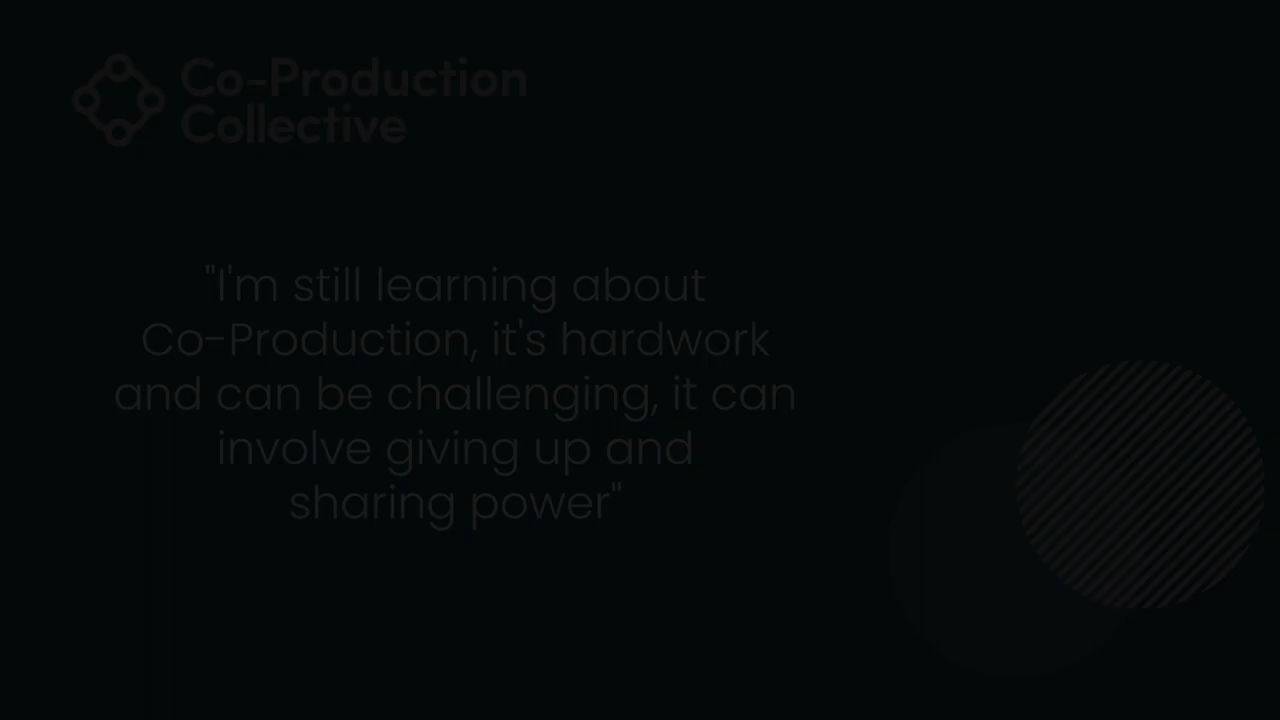 Co-Production
Collective
"I'm still learning about
Co-Production, it's hardwork
and can be challenging, it can
involve giving up and
sharing power"